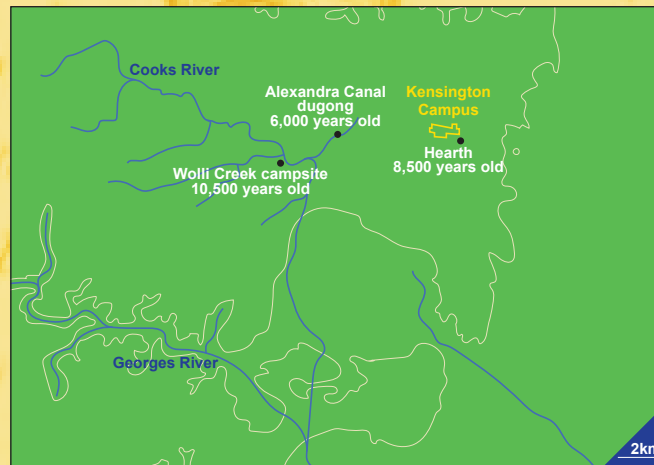 Cooks River
Alexandra Canal
dugong
6,000 years old
Kensington
Campus
Hearth
8,500 years old
Wolli Creek campsite
10,500 years old
Georges River
2km